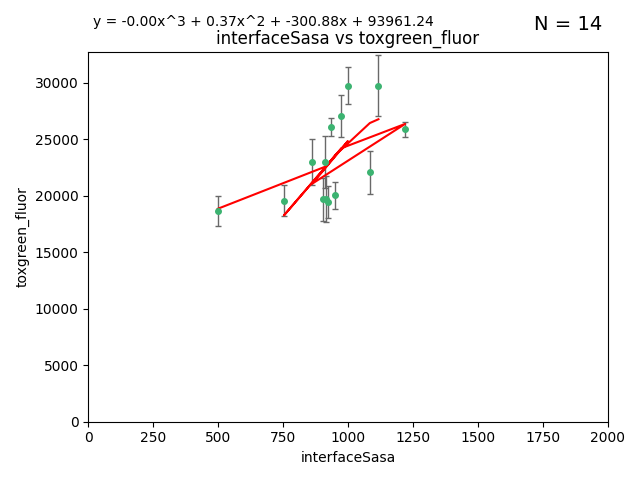 y = -0.00x^3 + 0.37x^2 + -300.88x + 93961.24
N = 14
interfaceSasa vs toxgreen_fluor
30000
25000
20000
15000
10000
5000
0
toxgreen_fluor
0 250 500 750 1000 1250 1500 1750 2000
interfaceSasa